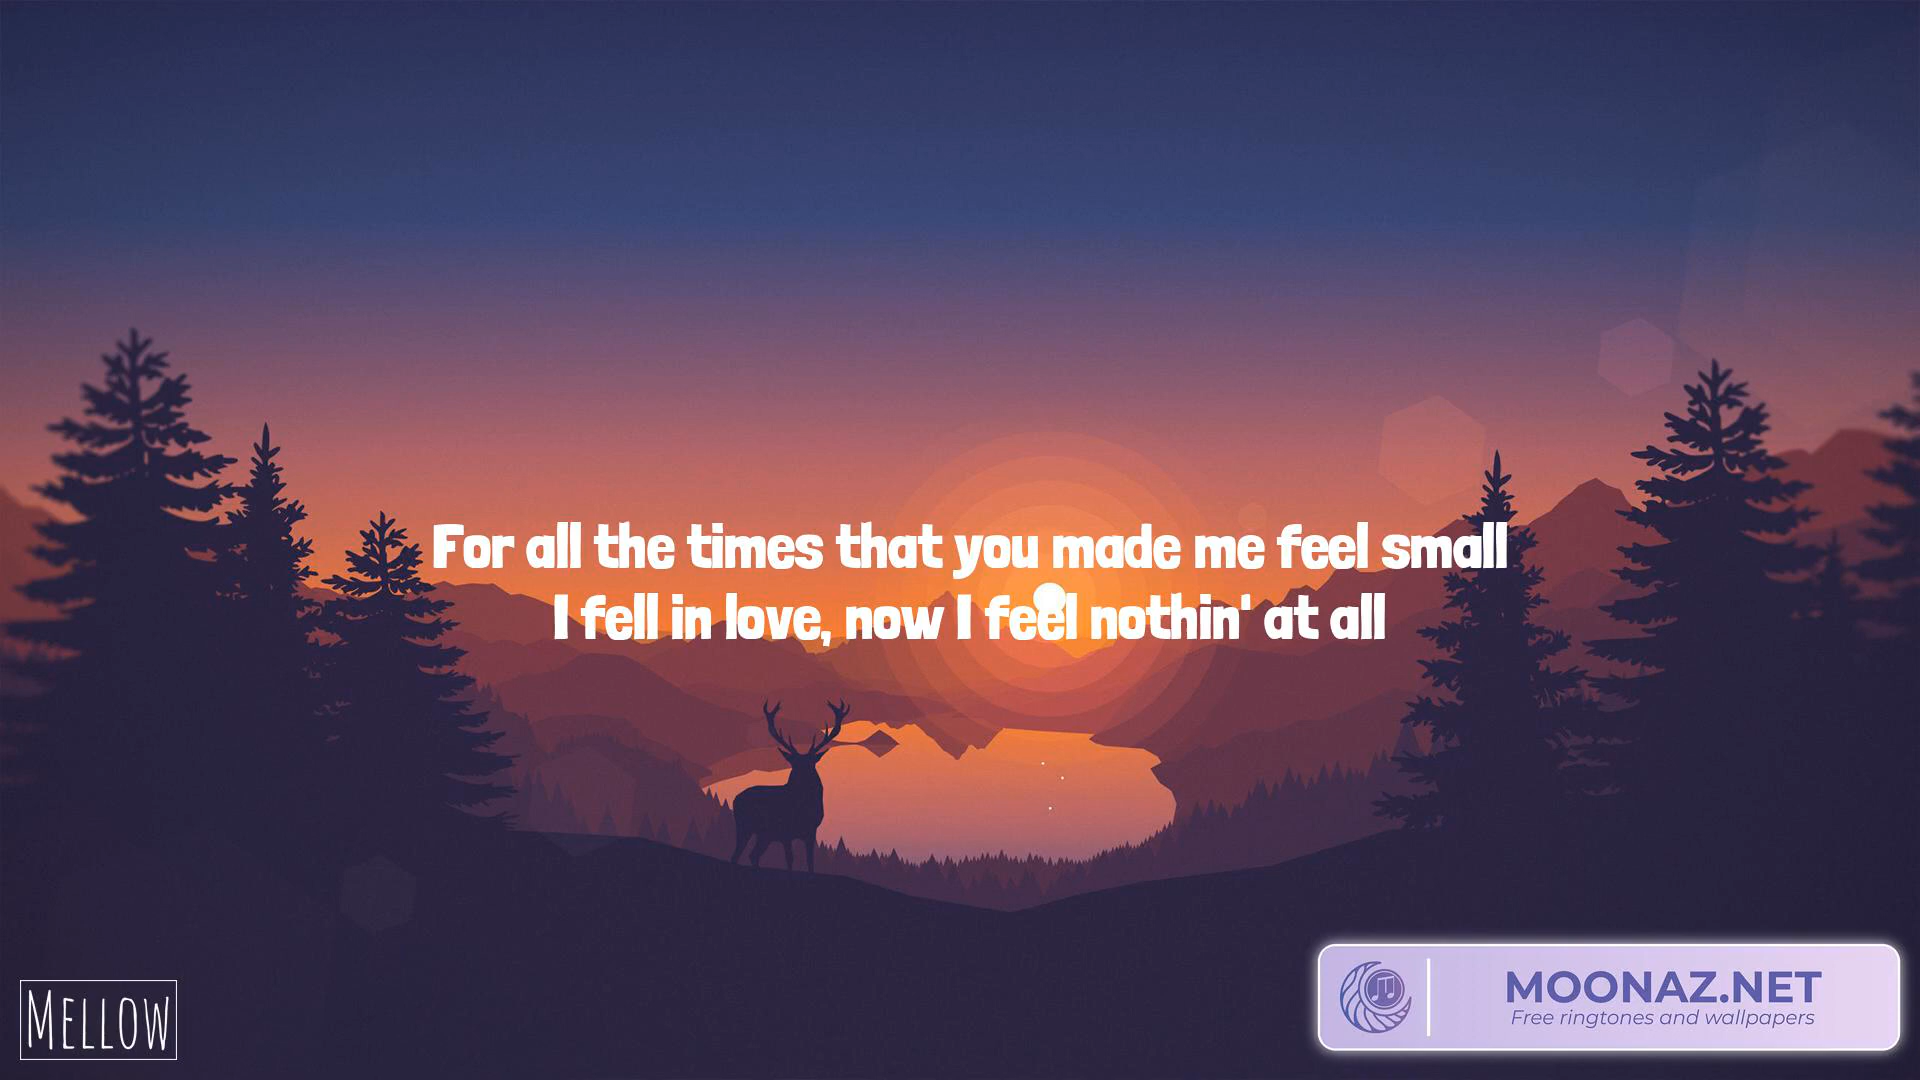 For all the times that you made me feel small
I fell in love, now I feel nothin' at all
MELLOW
MOONAZ.NET
Free ringtones and wallpapers